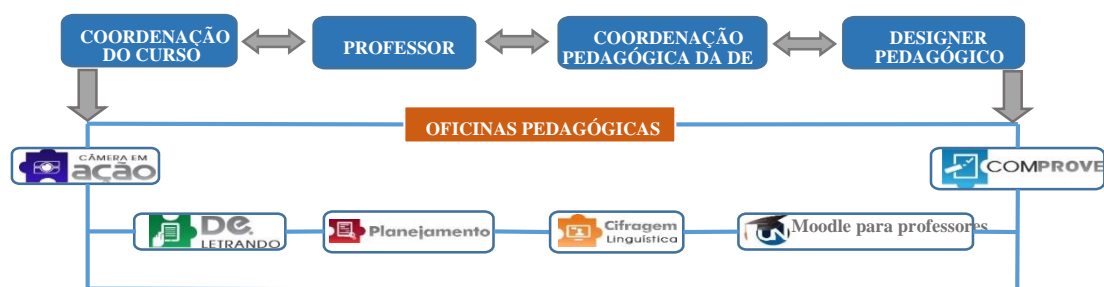 COORDENAÇÃO
DO CURSO
PROFESSOR
COORDENAÇÃO
PEDAGÓGICA DA DE
DESIGNER
PEDAGÓGICO
OFICINAS PEDAGÓGICAS
CÂMERA EM
ação
COMPROVE
DE.
LETRANDO
Planejamento
Cifragem
Linguística
UN
Moodle para professores